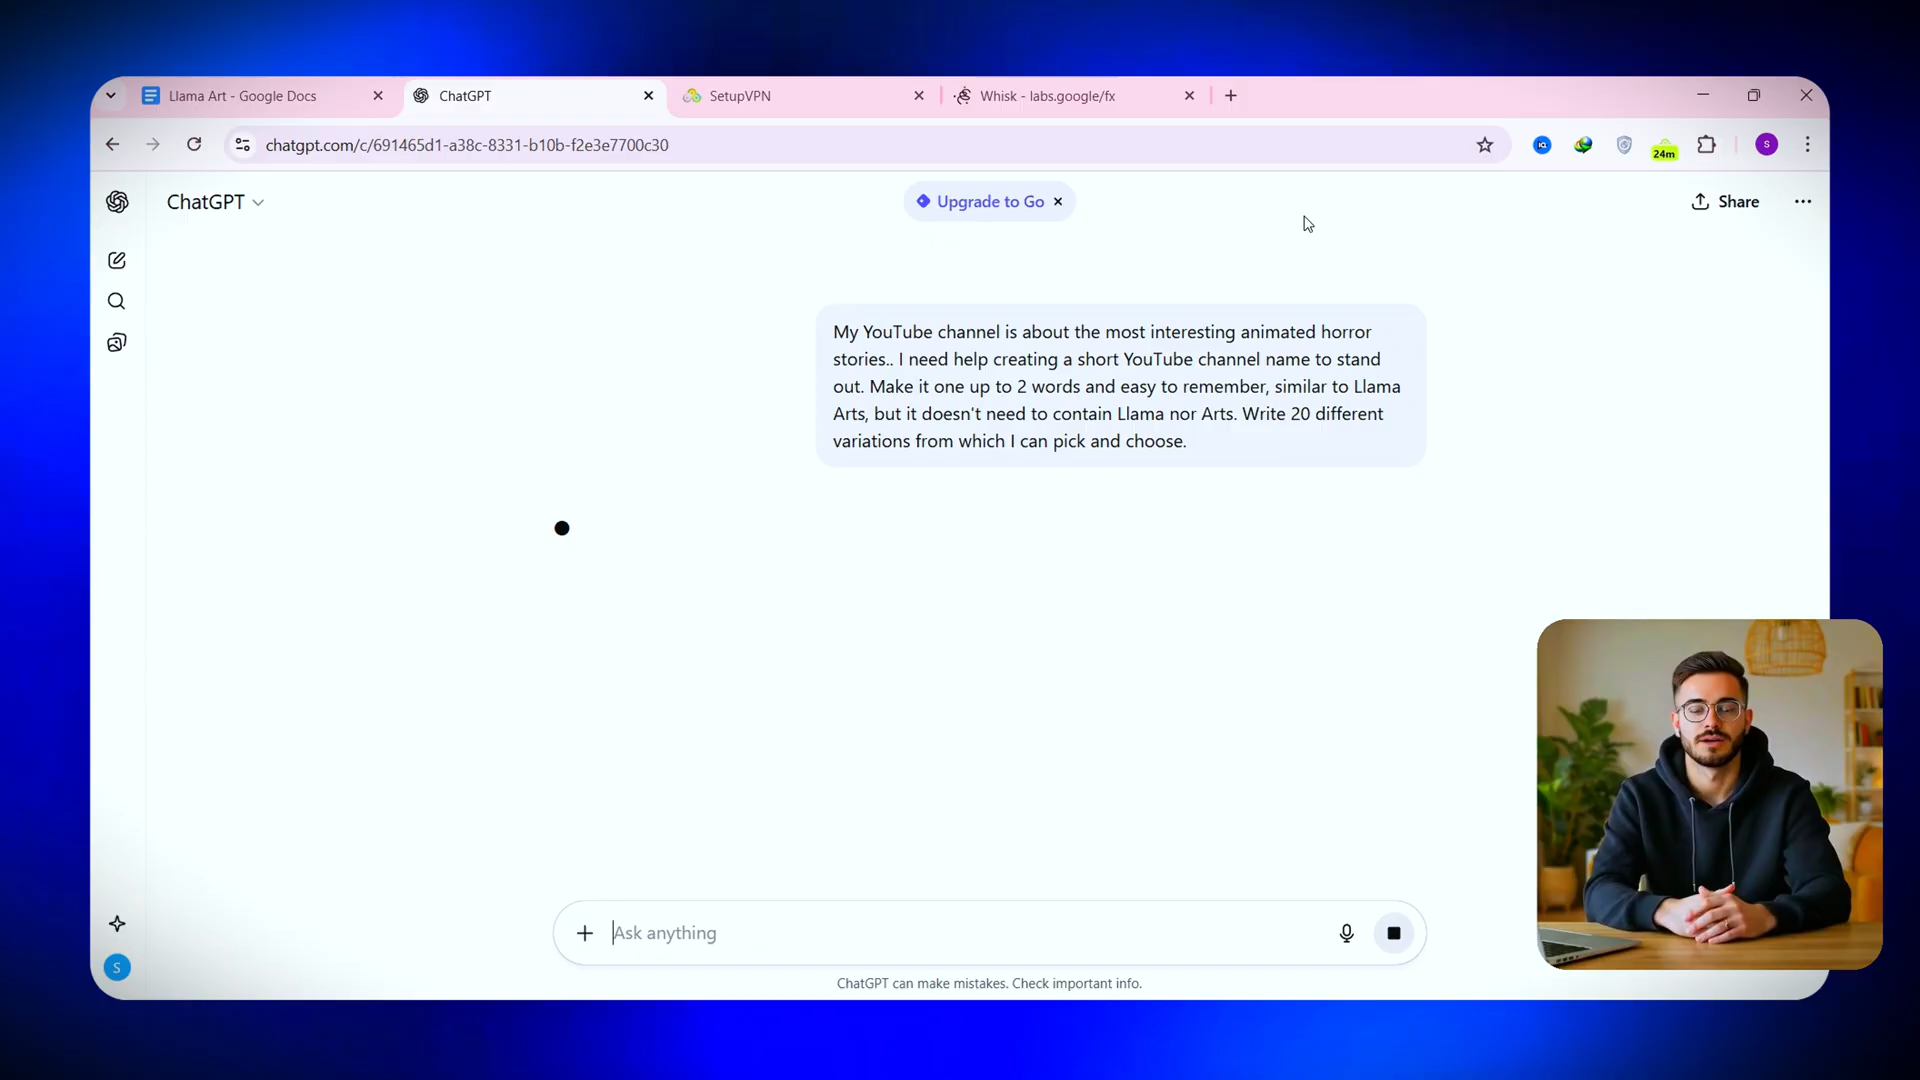 Llama Art - Google Docs
ChatGPT
SetupVPN
Whisk - labs.google/fx
chatgpt.com/c/691465d1-a38c-8331-b10b-f2e3e7700c30
24m
S
ChatGPT
Upgrade to Go
Share
My YouTube channel is about the most interesting animated horror
stories.. I need help creating a short YouTube channel name to stand
out. Make it one up to 2 words and easy to remember, similar to Llama
Arts, but it doesn't need to contain Llama nor Arts. Write 20 different
variations from which I can pick and choose.
Ask anything
S
ChatGPT can make mistakes. Check important info.